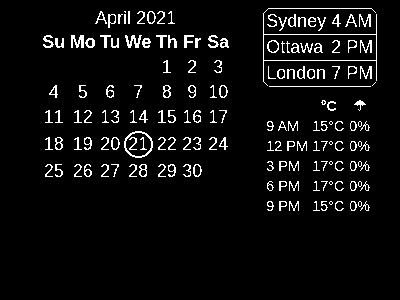 April 2021
Su Mo Tu We Th Fr Sa
1 2 3
4 5 6 7 8 9 10
11 12 13 14 15 16 17
18 19 20 21 22 23 24
25 26 27 28 29 30
Sydney 4 AM
Ottawa 2 PM
London 7 PM
°C ☂
9 AM 15°C 0%
12 PM 17°C 0%
3 PM 17°C 0%
6 PM 17°C 0%
9 PM 15°C 0%